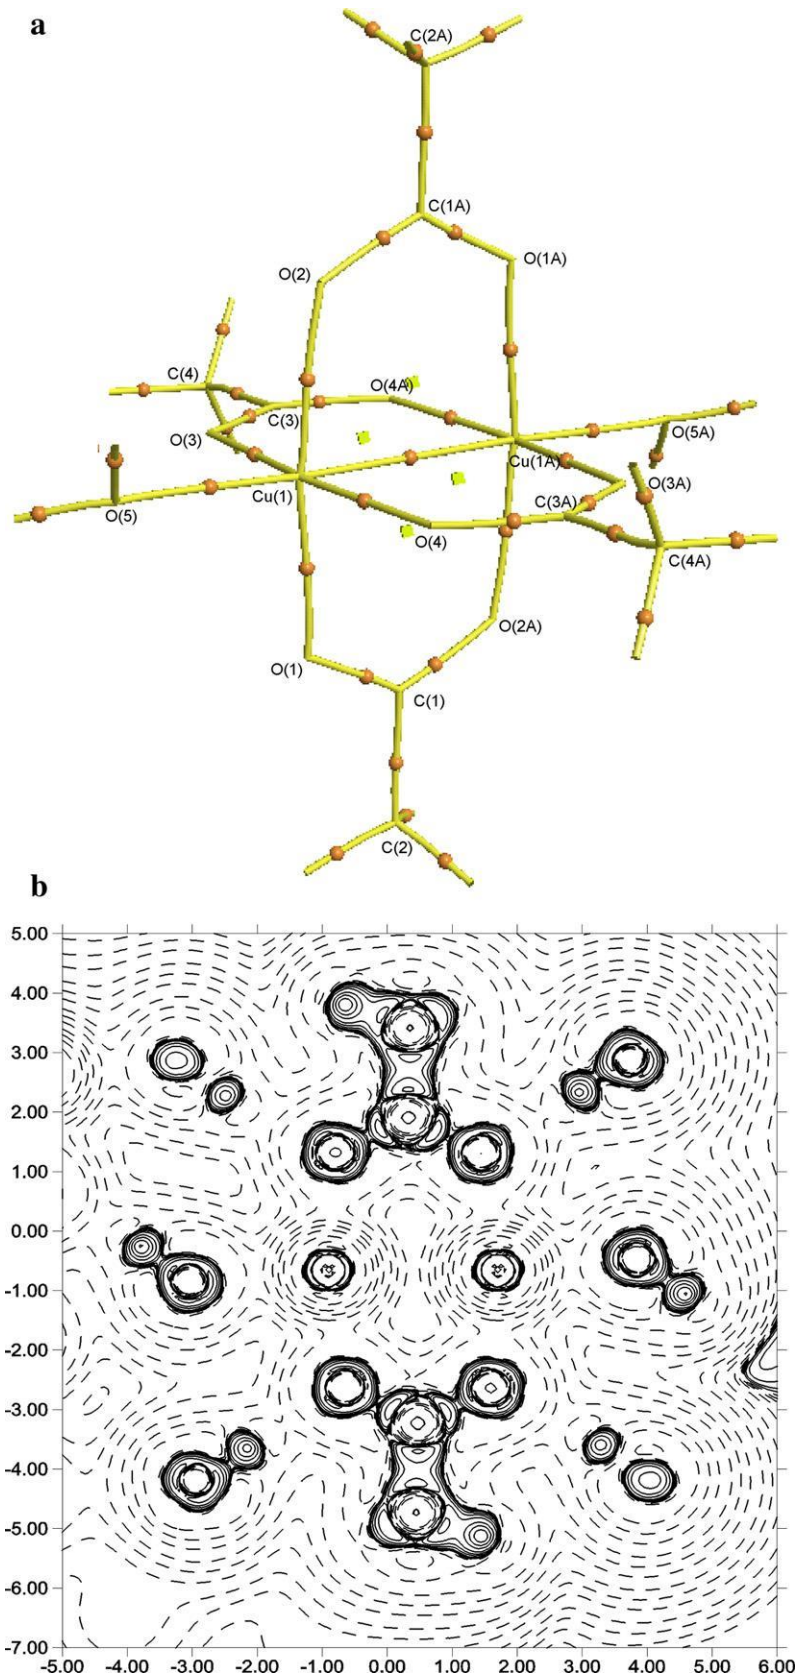 a
C(2A)
C(1A)
O(2)
O(1A)
C(4)
O(4A)
C(3)
O(3)
O(5A)
Cu(1A)
Cu(1)
C(3A)
O(3A)
O(5)
O(4)
C(4A)
O(2A)
O(1)
C(1)
C(2)
b
5.00
4.00
3.00
2.00
1.00
0.00
-1.00
-2.00
-3.00
-4.00
-5.00
-6.00
-7.00
-5.00 -4.00 -3.00 -2.00 -1.00 0.00 1.00 2.00 3.00 4.00 5.00 6.00